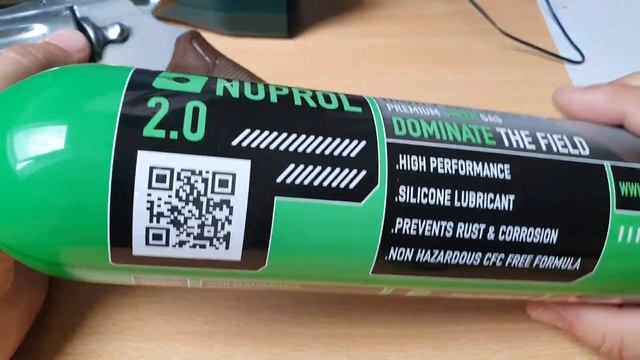 NUPROL
2.0
PREMIUM GREEN GAS
DOMINATE THE FIELD
.HIGH PERFORMANCE
.SILICONE LUBRICANT
.PREVENTS RUST & CORROSION
.NON HAZARDOUS CFC FREE FORMULA
WWW